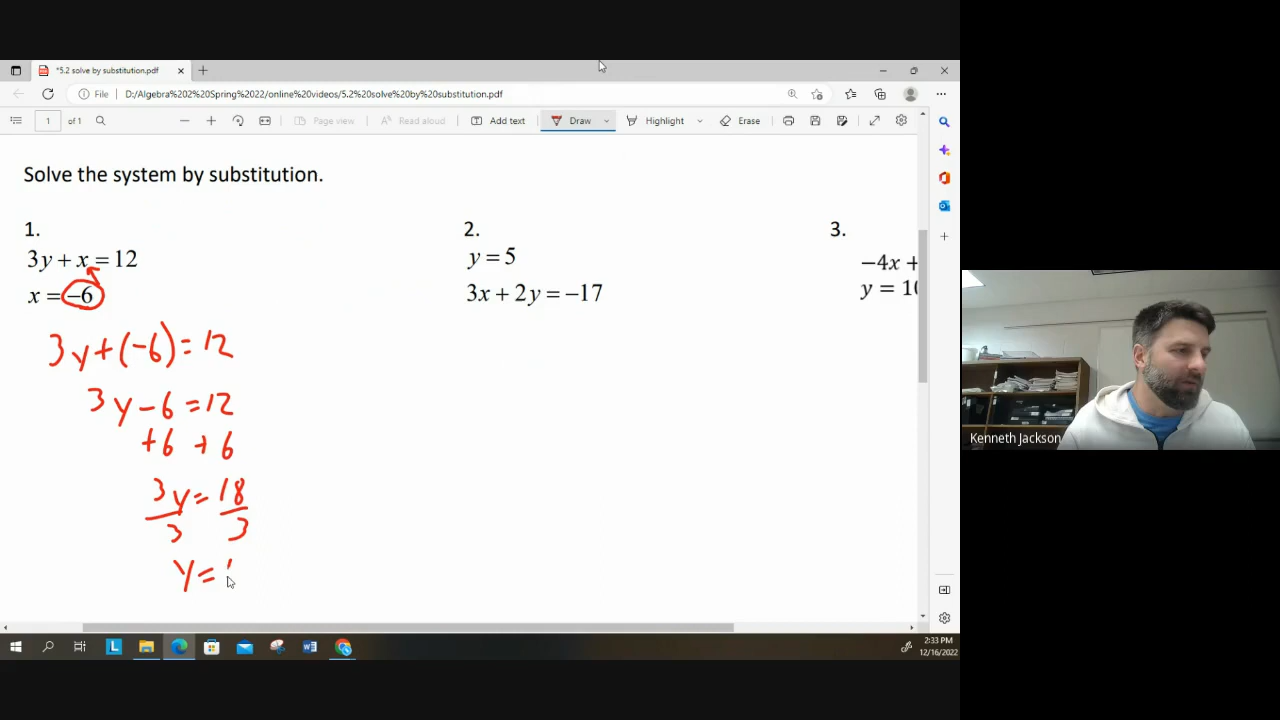 *5.2 solve by substitution.pdf
File D:/Algebra%202%20Spring%2022/online%20videos/5.2%20solve%20by%20substitution.pdf
1 of 1 Page view Read aloud Add text Draw Highlight Erase
Solve the system by substitution.
1.
3y + x = 12
x = −6
3y+(-6)=12
3y-6=12
+6 +6
3y=18
3 3
y=
2.
y = 5
3x + 2y = −17
3.
−4x +
y = 10
Kenneth Jackson
2:33 PM
12/16/2022